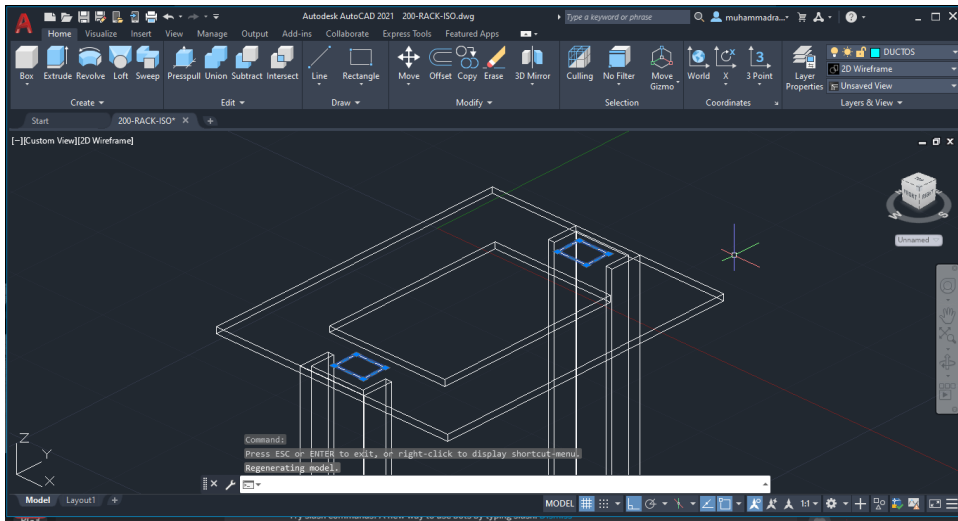 Autodesk AutoCAD 2021 200-RACK-ISO.dwg
Type a keyword or phrase
muhammadra...
Home Visualize Insert View Manage Output Add-ins Collaborate Express Tools Featured Apps
Box Extrude Revolve Loft Sweep Presspull Union Subtract Intersect Line Rectangle Move Offset Copy Erase 3D Mirror Culling No Filter Move Gizmo World X 3 Point Layer Properties
DUCTOS
2D Wireframe
Unsaved View
Create Edit Draw Modify Selection Coordinates Layers & View
Start 200-RACK-ISO*
[−][Custom View][2D Wireframe]
FRONT RIGHT
W S
Unnamed
Z
Y
X
Command:
Press ESC or ENTER to exit, or right-click to display shortcut-menu.
Regenerating model.
Model Layout1
MODEL 1:1